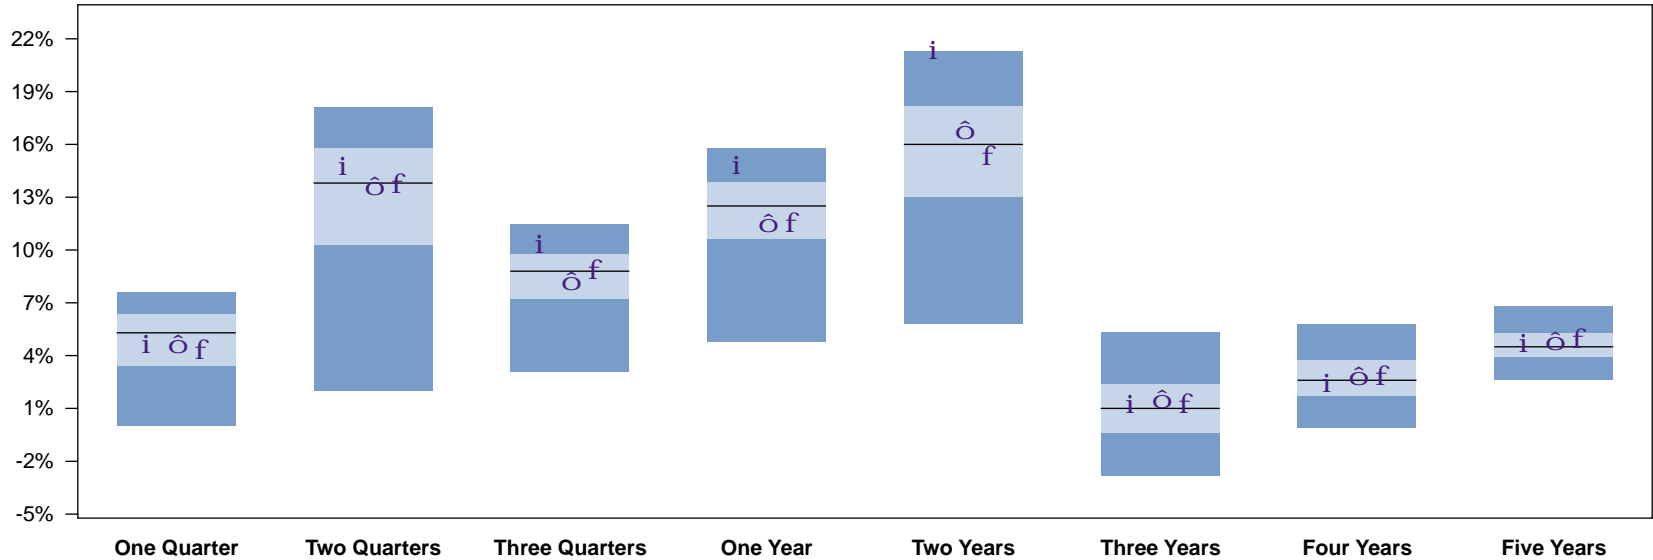 22%
19%
16%
13%
10%
7%
4%
1%
-2%
-5%
i ô f
i ô f
i ô f
i ô f
i ô f
i ô f
i ô f
i ô f
One Quarter Two Quarters Three Quarters One Year Two Years Three Years Four Years Five Years